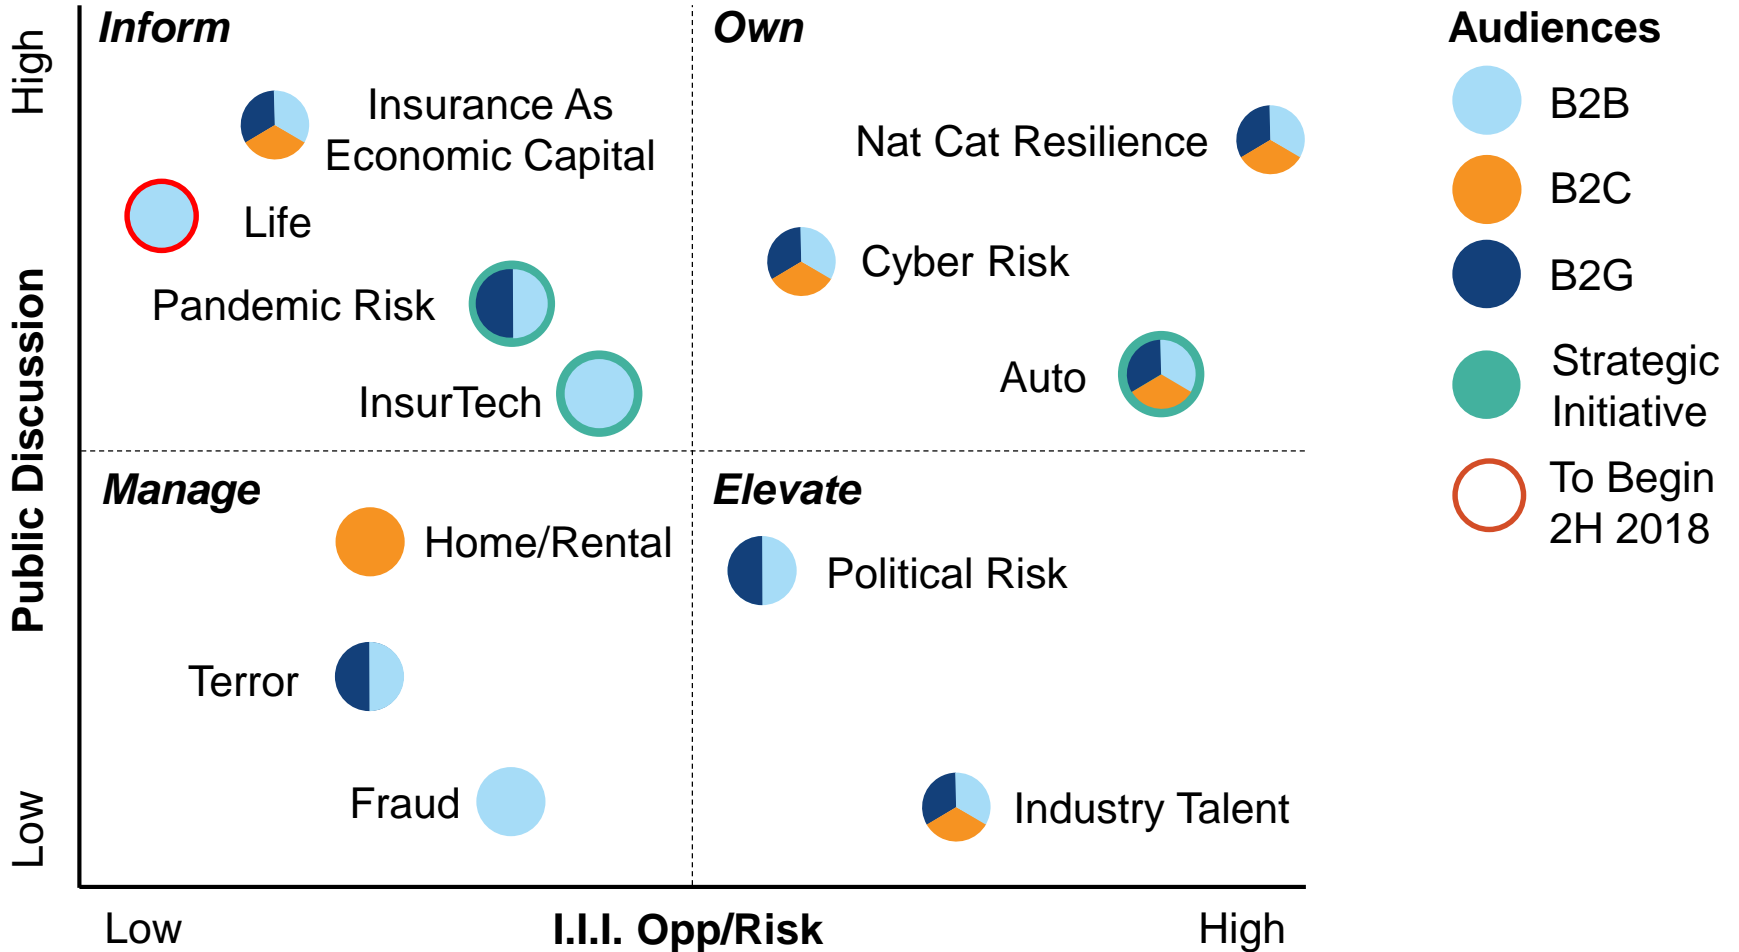 Inform
Own
Audiences
High
Insurance As
Economic Capital
Nat Cat Resilience
B2B
B2C
Life
Cyber Risk
B2G
Pandemic Risk
Auto
Strategic
Initiative
InsurTech
Public Discussion
Manage
Elevate
To Begin
2H 2018
Home/Rental
Political Risk
Terror
Fraud
Industry Talent
Low
Low
I.I.I. Opp/Risk
High